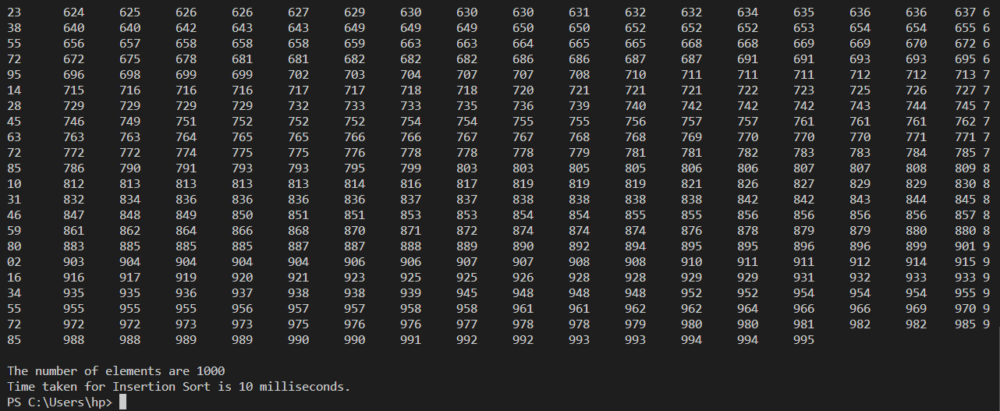 23 624 625 626 626 627 629 630 630 630 631 632 632 634 635 636 636 637 6
38 640 640 642 643 643 649 649 649 650 650 652 652 652 653 654 654 655 6
55 656 657 658 658 658 659 663 663 664 665 665 668 668 669 669 670 672 6
72 672 675 678 681 681 682 682 682 686 686 687 687 691 691 693 693 695 6
95 696 698 699 699 702 703 704 707 707 708 710 711 711 711 712 712 713 7
14 715 716 716 716 717 717 718 718 720 721 721 721 722 723 725 726 727 7
28 729 729 729 729 732 733 733 735 736 739 740 742 742 742 743 744 745 7
45 746 749 751 752 752 752 754 754 755 755 756 757 757 761 761 761 762 7
63 763 763 764 765 765 766 766 767 767 768 768 769 770 770 770 771 771 7
72 772 772 774 775 775 776 778 778 778 779 781 781 782 783 783 784 785 7
85 786 790 791 793 793 795 799 803 803 805 805 806 806 807 807 808 809 8
10 812 813 813 813 813 814 816 817 819 819 819 821 826 827 829 829 830 8
31 832 834 836 836 836 836 837 837 838 838 838 838 842 842 843 844 845 8
46 847 848 849 850 851 851 853 853 854 854 855 855 856 856 856 856 857 8
59 861 862 864 866 868 870 871 872 874 874 874 876 878 879 879 880 880 8
80 883 885 885 885 887 887 888 889 890 892 894 895 895 896 896 899 901 9
02 903 904 904 904 904 906 906 907 907 908 908 910 911 911 912 914 915 9
16 916 917 919 920 921 923 925 925 926 928 928 929 929 931 932 933 933 9
34 935 935 936 937 938 938 939 945 948 948 948 952 952 954 954 954 955 9
55 955 955 955 956 957 957 958 958 961 961 962 962 964 966 966 969 970 9
72 972 972 973 973 975 976 976 977 978 978 979 980 980 981 982 982 985 9
85 988 988 989 989 990 990 991 992 992 993 993 994 994 995
The number of elements are 1000
Time taken for Insertion Sort is 10 milliseconds.
PS C:\Users\hp>